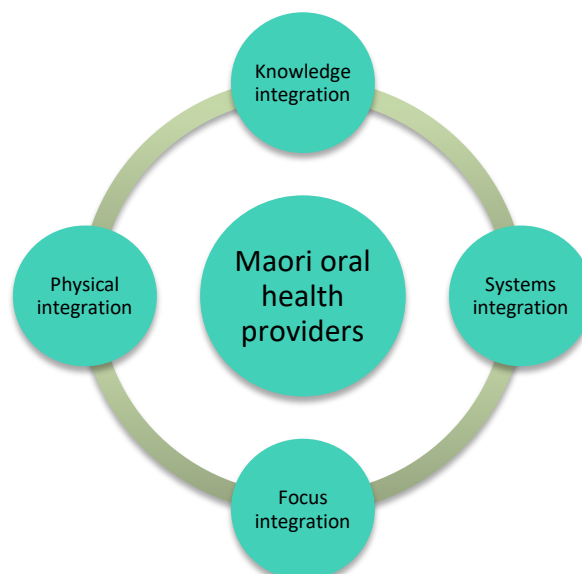 Knowledge
integration
Physical
integration
Maori oral
health
providers
Systems
integration
Focus
integration